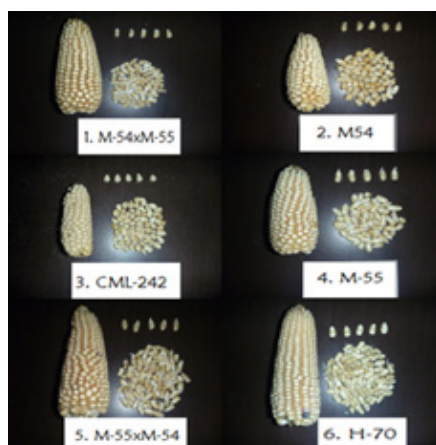 1. M-54xM-55
2. M54
3. CML-242
4. M-55
5. M-55xM-54
6. H-70